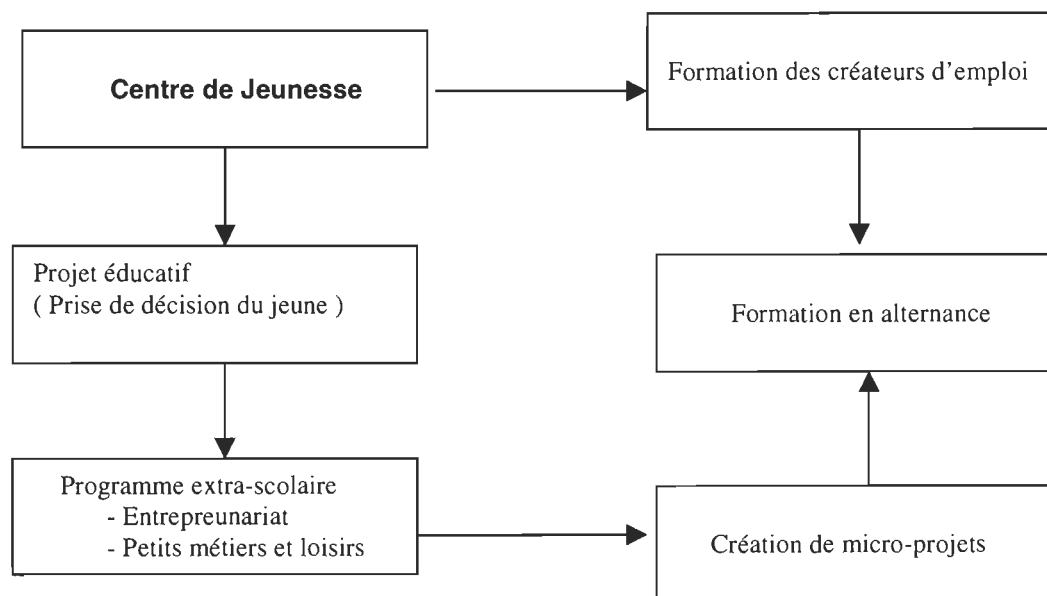 Centre de Jeunesse
Formation des créateurs d'emploi
Projet éducatif
( Prise de décision du jeune )
Formation en alternance
Programme extra-scolaire
- Entrepreunariat
- Petits métiers et loisirs
Création de micro-projets